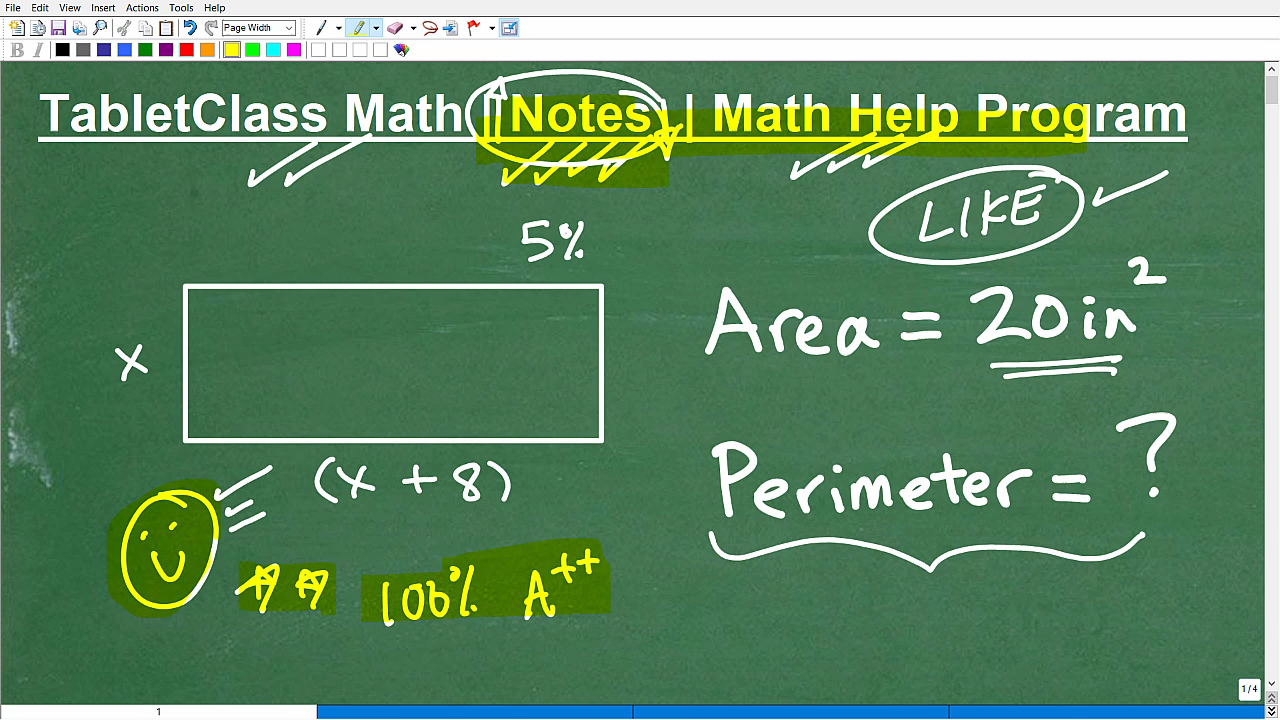 File Edit View Insert Actions Tools Help
Page Width
B I
TabletClass Math || Notes | | Math Help Program
LIKE
5%
Area = 20in²
x
(x + 8)
Perimeter = ?
100% A++
1/4
1